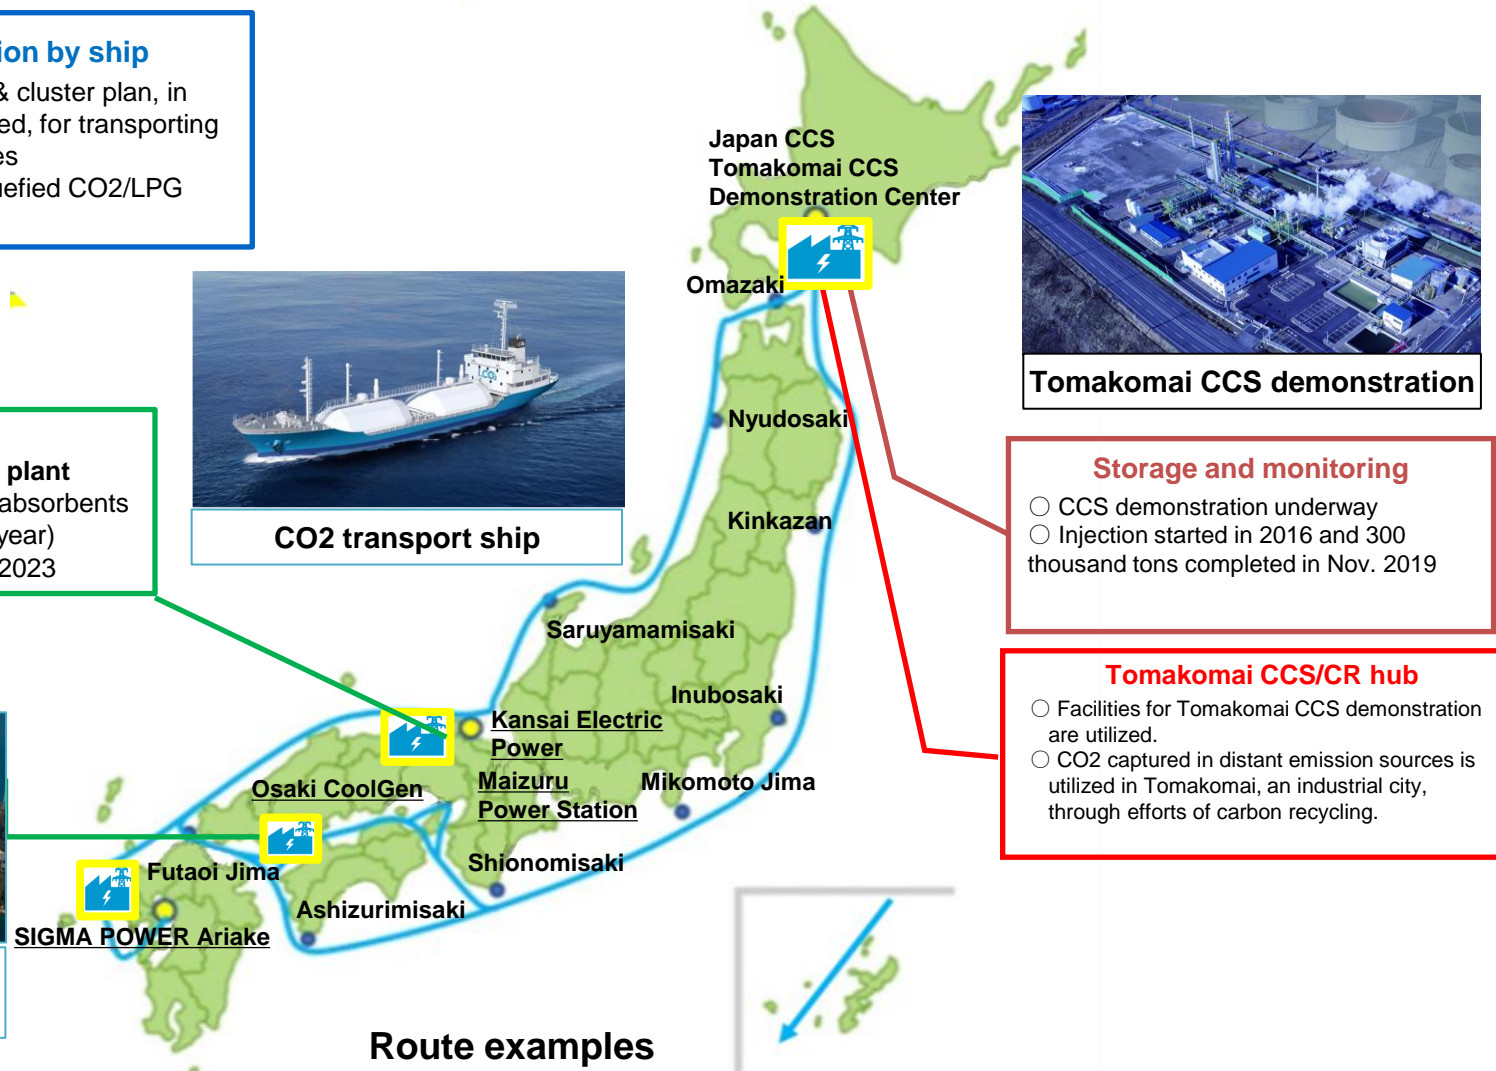 ion by ship
& cluster plan, in
ed, for transporting
es
uefied CO2/LPG
plant
absorbents
year)
2023
LCO2
CO2 transport ship
Japan CCS
Tomakomai CCS
Demonstration Center
Omazaki
Nyudosaki
Kinkazan
Saruyamamisaki
Inubosaki
Kansai Electric
Power
Maizuru
Power Station
Mikomoto Jima
Osaki CoolGen
Shionomisaki
Futaoi Jima
Ashizurimisaki
SIGMA POWER Ariake
Route examples
Tomakomai CCS demonstration
Storage and monitoring
○ CCS demonstration underway
○ Injection started in 2016 and 300
thousand tons completed in Nov. 2019
Tomakomai CCS/CR hub
○ Facilities for Tomakomai CCS demonstration
are utilized.
○ CO2 captured in distant emission sources is
utilized in Tomakomai, an industrial city,
through efforts of carbon recycling.